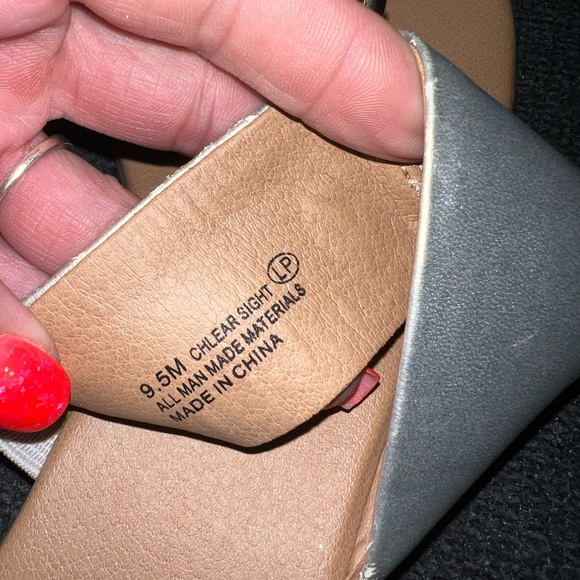 9.5M CHLEAR SIGHT LP
ALL MAN MADE MATERIALS
MADE IN CHINA